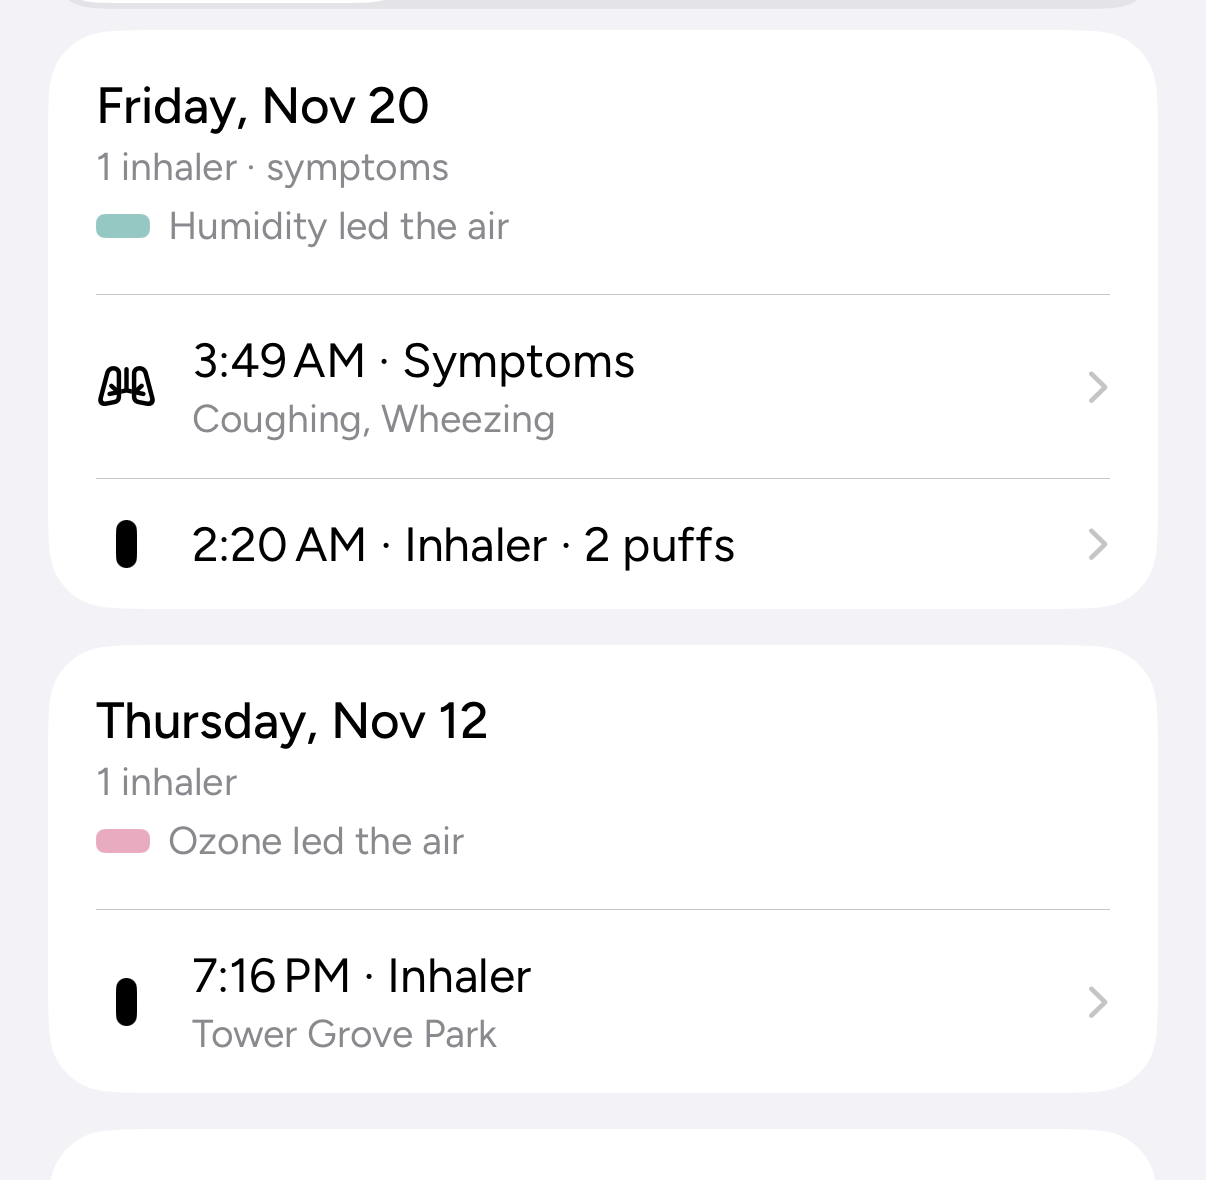 Friday, Nov 20
1 inhaler · symptoms
Humidity led the air
3:49 AM · Symptoms
Coughing, Wheezing
2:20 AM · Inhaler · 2 puffs
Thursday, Nov 12
1 inhaler
Ozone led the air
7:16 PM · Inhaler
Tower Grove Park